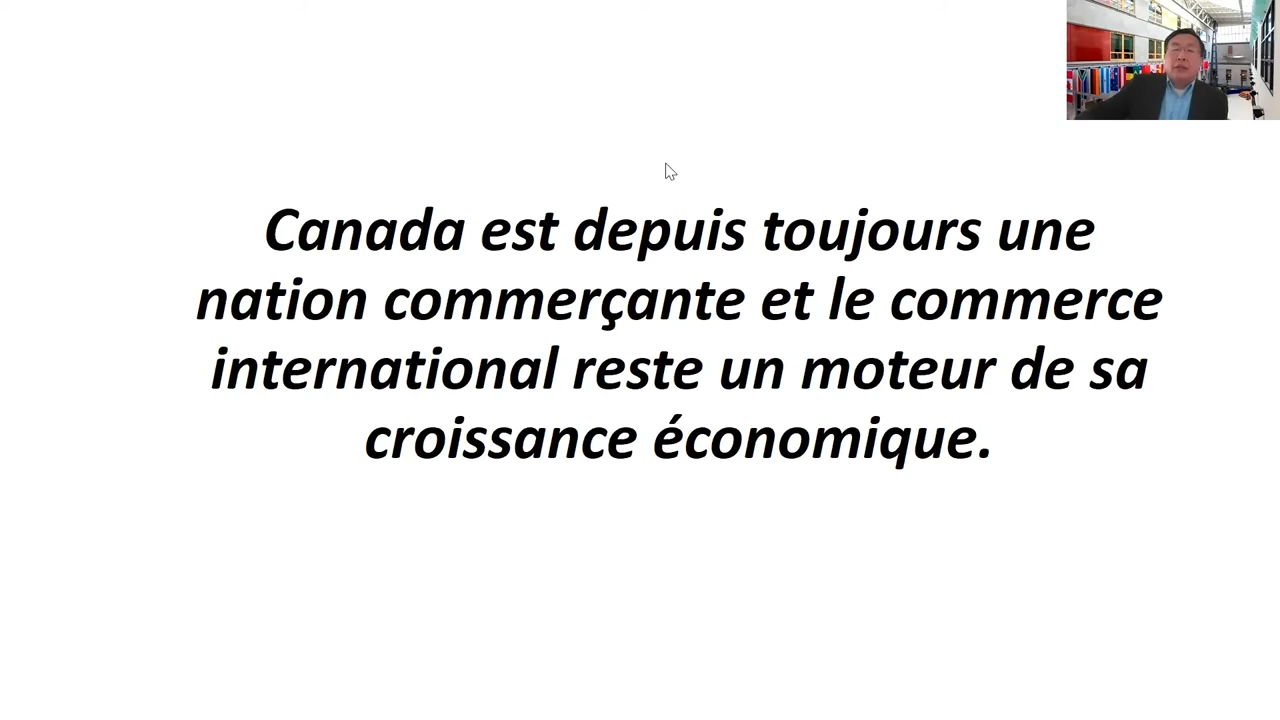 Canada est depuis toujours une
nation commerçante et le commerce
international reste un moteur de sa
croissance économique.